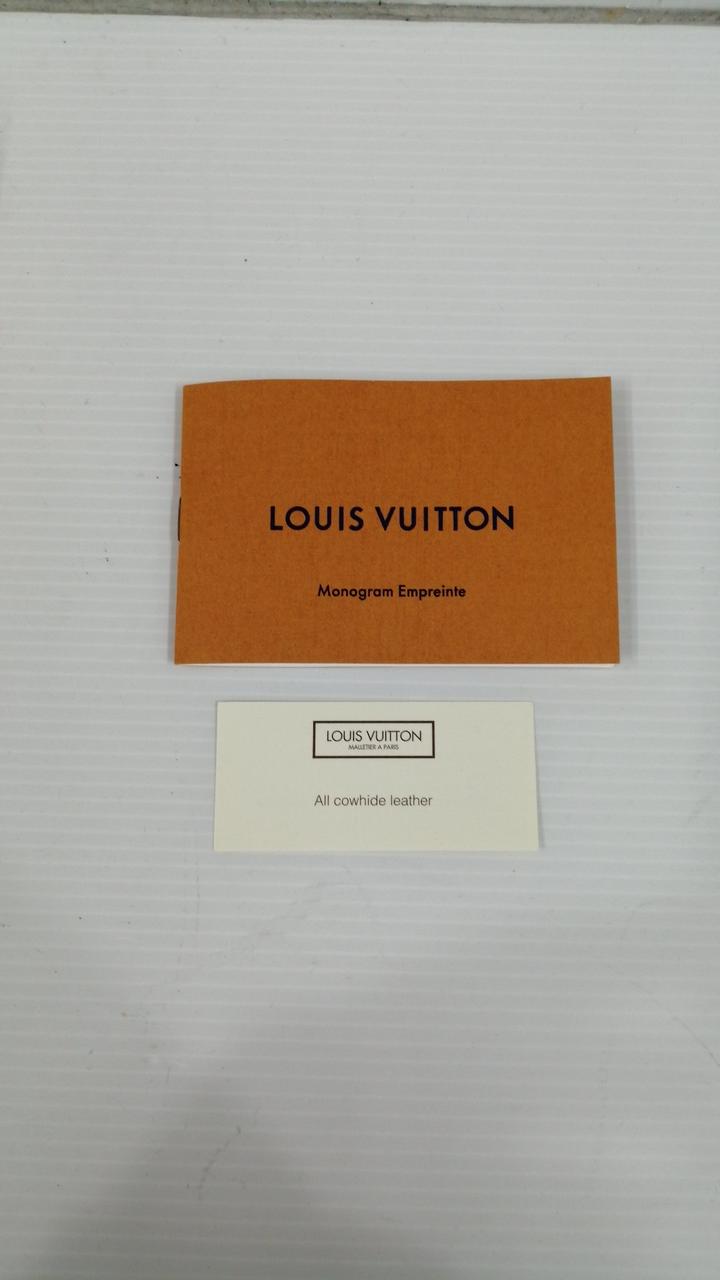 LOUIS VUITTON
Monogram Empreinte
LOUIS VUITTON
MALLETIER A PARIS
All cowhide leather